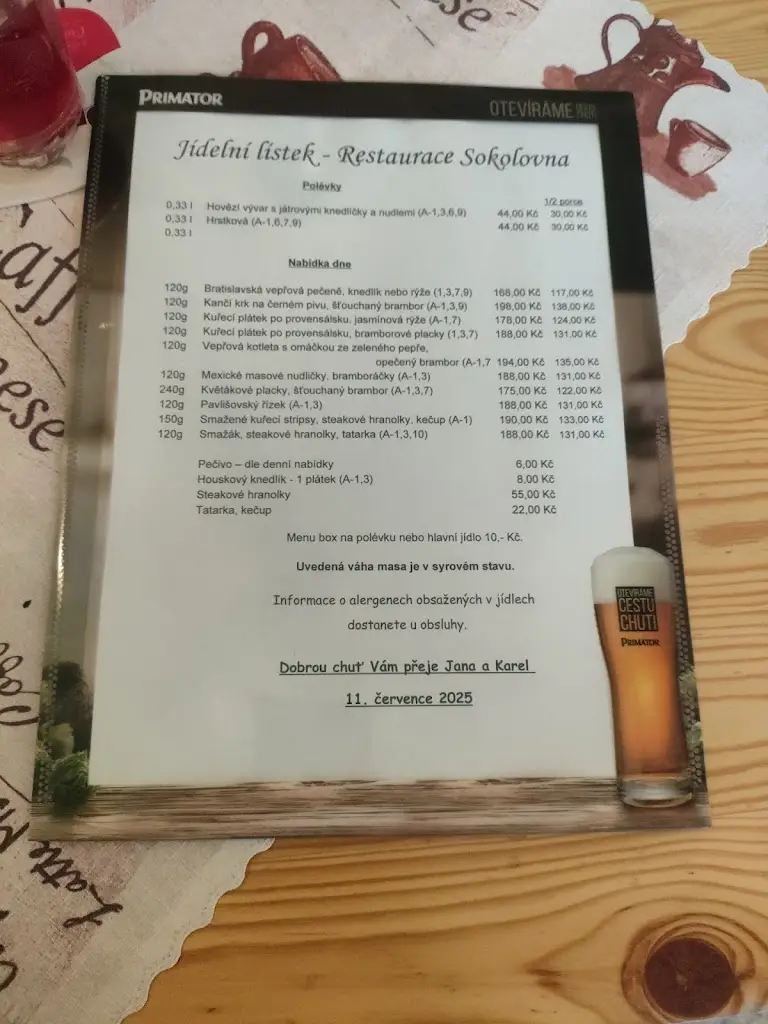 PRIMATOR
OTEVÍRÁME
Jídelní lístek - Restaurace Sokolovna
Polévky
1/2 porce
0,33 l Hovězí vývar s játrovými knedlíčky a nudlemi (A-1,3,6,9) 44,00 Kč 30,00 Kč
0,33 l Hrstková (A-1,6,7,9) 44,00 Kč 30,00 Kč
0,33 l
Nabídka dne
120g Bratislavská vepřová pečeně, knedlík nebo rýže (1,3,7,9) 168,00 Kč 117,00 Kč
120g Kančí krk na černém pivu, šťouchaný brambor (A-1,3,9) 198,00 Kč 138,00 Kč
120g Kuřecí plátek po provensálsku, jasmínová rýže (A-1,7) 178,00 Kč 124,00 Kč
120g Kuřecí plátek po provensálsku, bramborové placky (1,3,7) 188,00 Kč 131,00 Kč
120g Vepřová kotleta s omáčkou ze zeleného pepře,
opečený brambor (A-1,7 194,00 Kč 135,00 Kč
120g Mexické masové nudličky, bramboráčky (A-1,3) 188,00 Kč 131,00 Kč
240g Květákové placky, šťouchaný brambor (A-1,3,7) 175,00 Kč 122,00 Kč
120g Pavlišovský řízek (A-1,3) 188,00 Kč 131,00 Kč
150g Smažené kuřecí stripsy, steakové hranolky, kečup (A-1) 190,00 Kč 133,00 Kč
120g Smažák, steakové hranolky, tatarka (A-1,3,10) 188,00 Kč 131,00 Kč
Pečivo – dle denní nabídky 6,00 Kč
Houskový knedlík - 1 plátek (A-1,3) 8,00 Kč
Steakové hranolky 55,00 Kč
Tatarka, kečup 22,00 Kč
Menu box na polévku nebo hlavní jídlo 10,- Kč.
Uvedená váha masa je v syrovém stavu.
Informace o alergenech obsažených v jídlech
dostanete u obsluhy.
Dobrou chuť Vám přeje Jana a Karel
11. července 2025
OTEVÍRÁME
CESTU
CHUTI
PRIMATOR
Latte